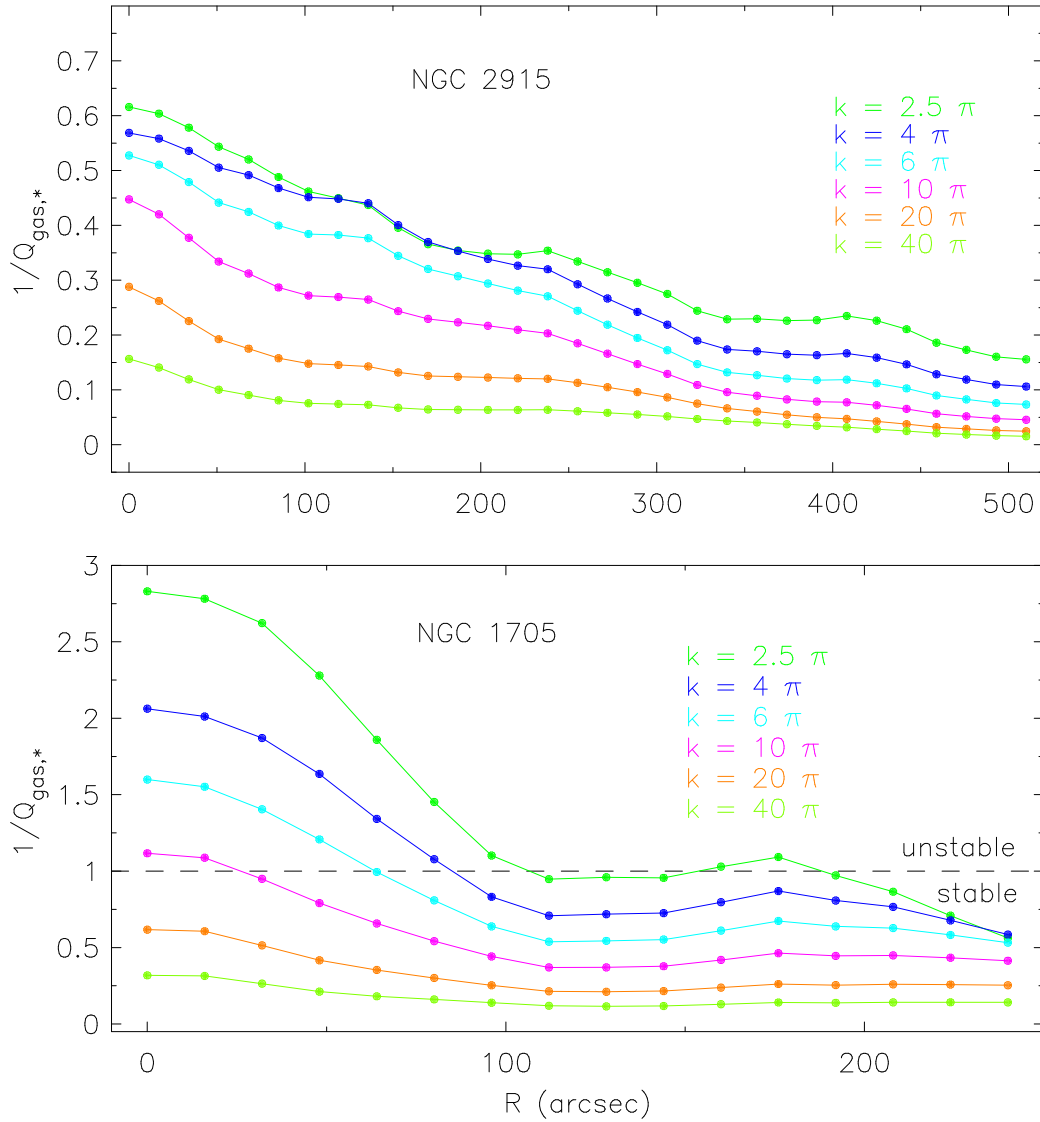 NGC 2915
k = 2.5 π
k = 4 π
k = 6 π
k = 10 π
k = 20 π
k = 40 π
1/Q_gas,*
0.7
0.6
0.5
0.4
0.3
0.2
0.1
0
0 100 200 300 400 500
NGC 1705
k = 2.5 π
k = 4 π
k = 6 π
k = 10 π
k = 20 π
k = 40 π
unstable
stable
1/Q_gas,*
3
2.5
2
1.5
1
0.5
0
0 100 200
R (arcsec)